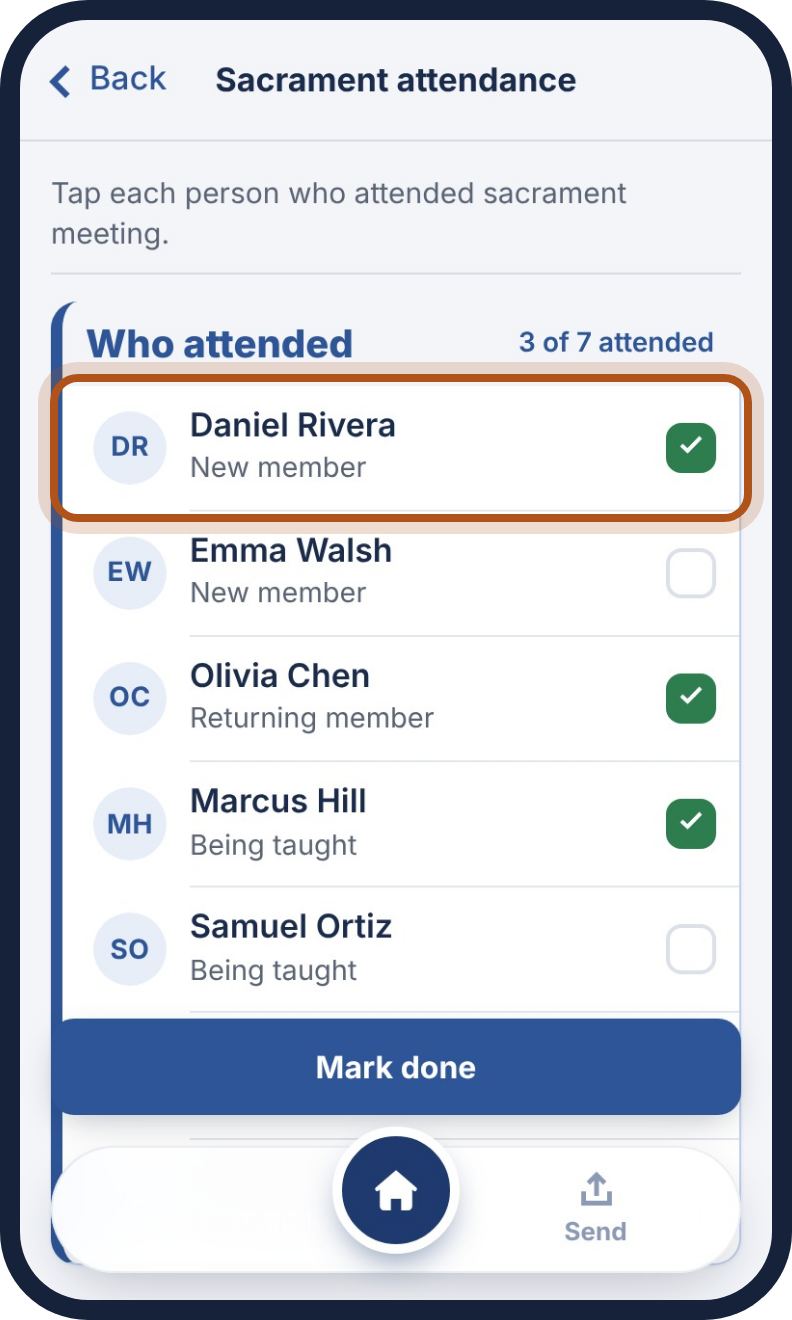 Back
Sacrament attendance
Tap each person who attended sacrament
meeting.
Who attended
3 of 7 attended
DR
Daniel Rivera
New member
EW
Emma Walsh
New member
OC
Olivia Chen
Returning member
MH
Marcus Hill
Being taught
SO
Samuel Ortiz
Being taught
Mark done
Send